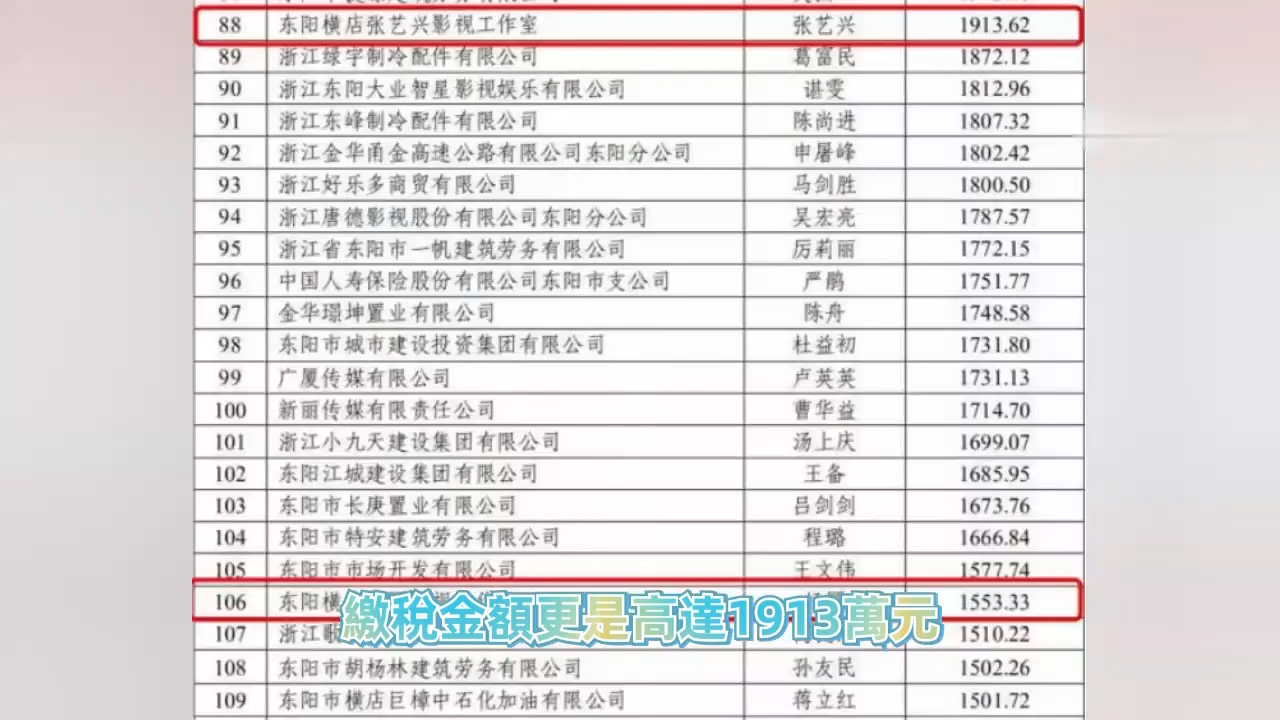 88 东阳横店张艺兴影视工作室 张艺兴 1913.62
89 浙江绿宇制冷配件有限公司 葛富民 1872.12
90 浙江东阳大业智星影视娱乐有限公司 谌雯 1812.96
91 浙江东峰制冷配件有限公司 陈尚进 1807.32
92 浙江金华甬金高速公路有限公司东阳分公司 申屠峰 1802.42
93 浙江好乐多商贸有限公司 马剑胜 1800.50
94 浙江唐德影视股份有限公司东阳分公司 吴宏亮 1787.57
95 浙江省东阳市一帆建筑劳务有限公司 厉莉丽 1772.15
96 中国人寿保险股份有限公司东阳市支公司 严鹃 1751.77
97 金华璟坤置业有限公司 陈舟 1748.58
98 东阳市城市建设投资集团有限公司 杜益初 1731.80
99 广厦传媒有限公司 卢英英 1731.13
100 新丽传媒有限责任公司 曹华益 1714.70
101 浙江小九天建设集团有限公司 汤上庆 1699.07
102 东阳江城建设集团有限公司 王备 1685.95
103 东阳市长庚置业有限公司 吕剑剑 1673.76
104 东阳市特安建筑劳务有限公司 程璐 1666.84
105 东阳市市场开发有限公司 王文伟 1577.74
106 东阳横 1553.33
繳稅金額更是高達1913萬元
107 浙江歌 1510.22
108 东阳市胡杨林建筑劳务有限公司 孙友民 1502.26
109 东阳市横店巨樟中石化加油有限公司 蒋立红 1501.72